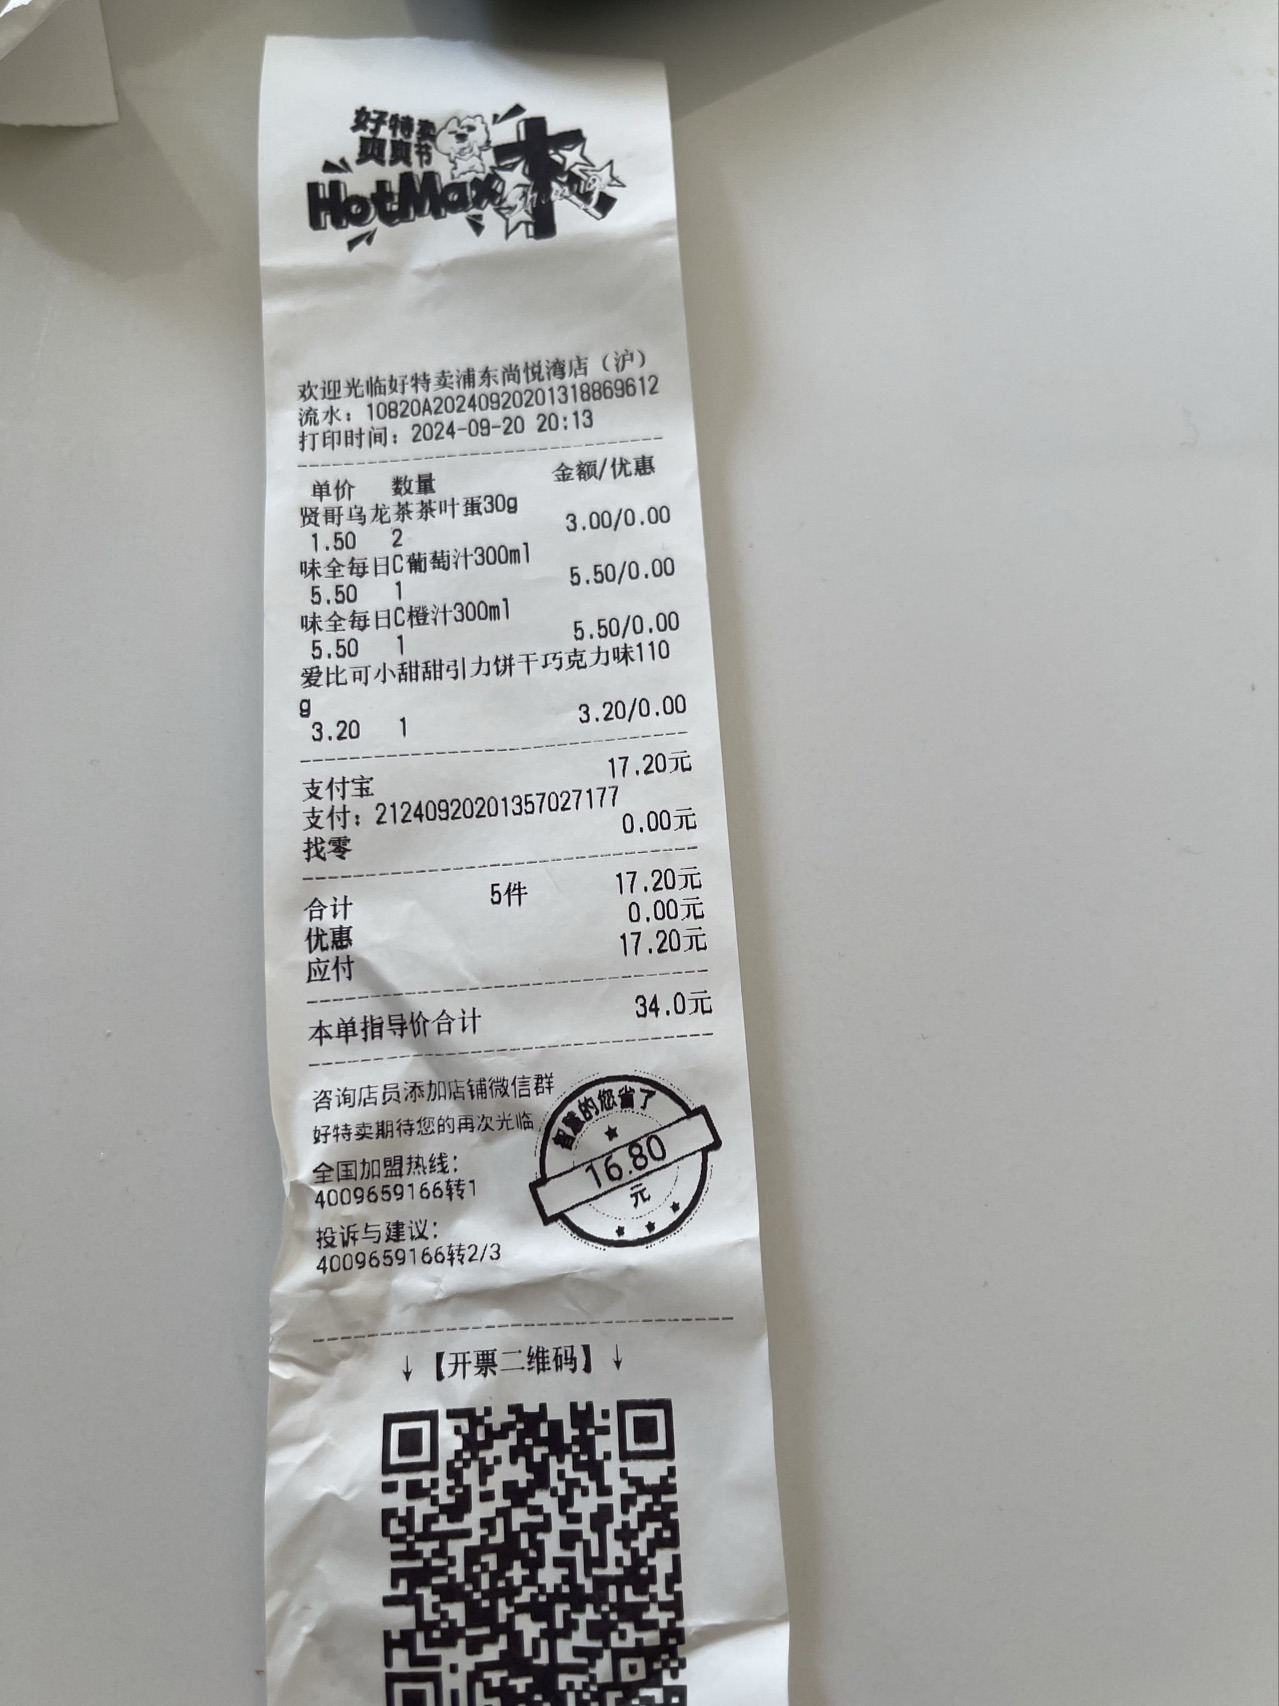 好特卖
爽爽节
HotMaxx
Shuang
欢迎光临好特卖浦东尚悦湾店（沪）
流水：10820A20240920201318869612
打印时间：2024-09-20 20:13
单价 数量 金额/优惠
贤哥乌龙茶茶叶蛋30g
1.50 2 3.00/0.00
味全每日C葡萄汁300ml
5.50 1 5.50/0.00
味全每日C橙汁300ml
5.50 1 5.50/0.00
爱比可小甜甜引力饼干巧克力味110
g
3.20 1 3.20/0.00
支付宝 17.20元
支付：21240920201357027177
找零 0.00元
合计 5件 17.20元
优惠 0.00元
应付 17.20元
本单指导价合计 34.0元
咨询店员添加店铺微信群
好特卖期待您的再次光临
全国加盟热线：
4009659166转1
投诉与建议：
4009659166转2/3
智慧的您省了
16.80
元
↓【开票二维码】↓